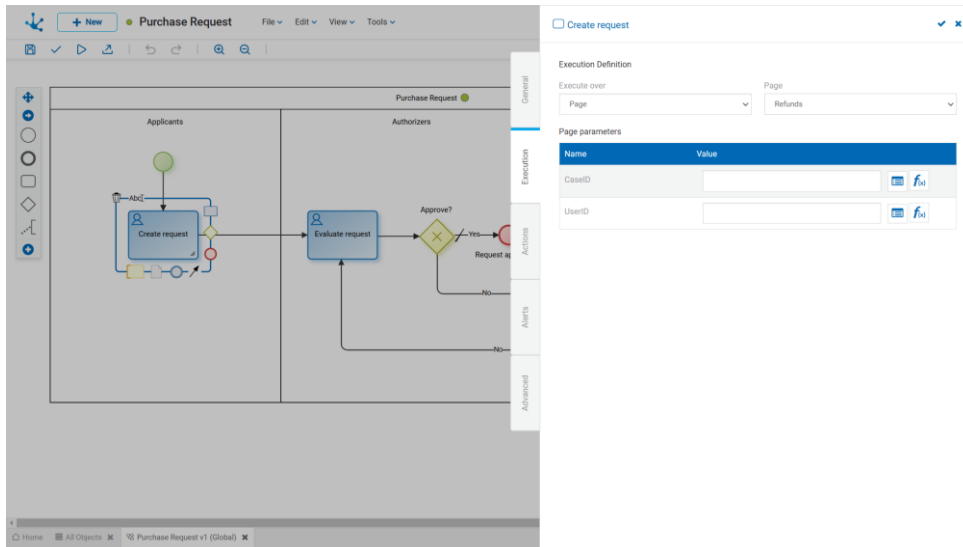 + New
Purchase Request
File
Edit
View
Tools
Purchase Request
Applicants
Authorizers
Abc
Create request
Evaluate request
Approve?
Yes
Request ap
No
No
General
Execution
Actions
Alerts
Advanced
Create request
Execution Definition
Execute over
Page
Page
Refunds
Page parameters
Name Value
CaseID
f(x)
UserID
f(x)
Home
All Objects
Purchase Request v1 (Global)